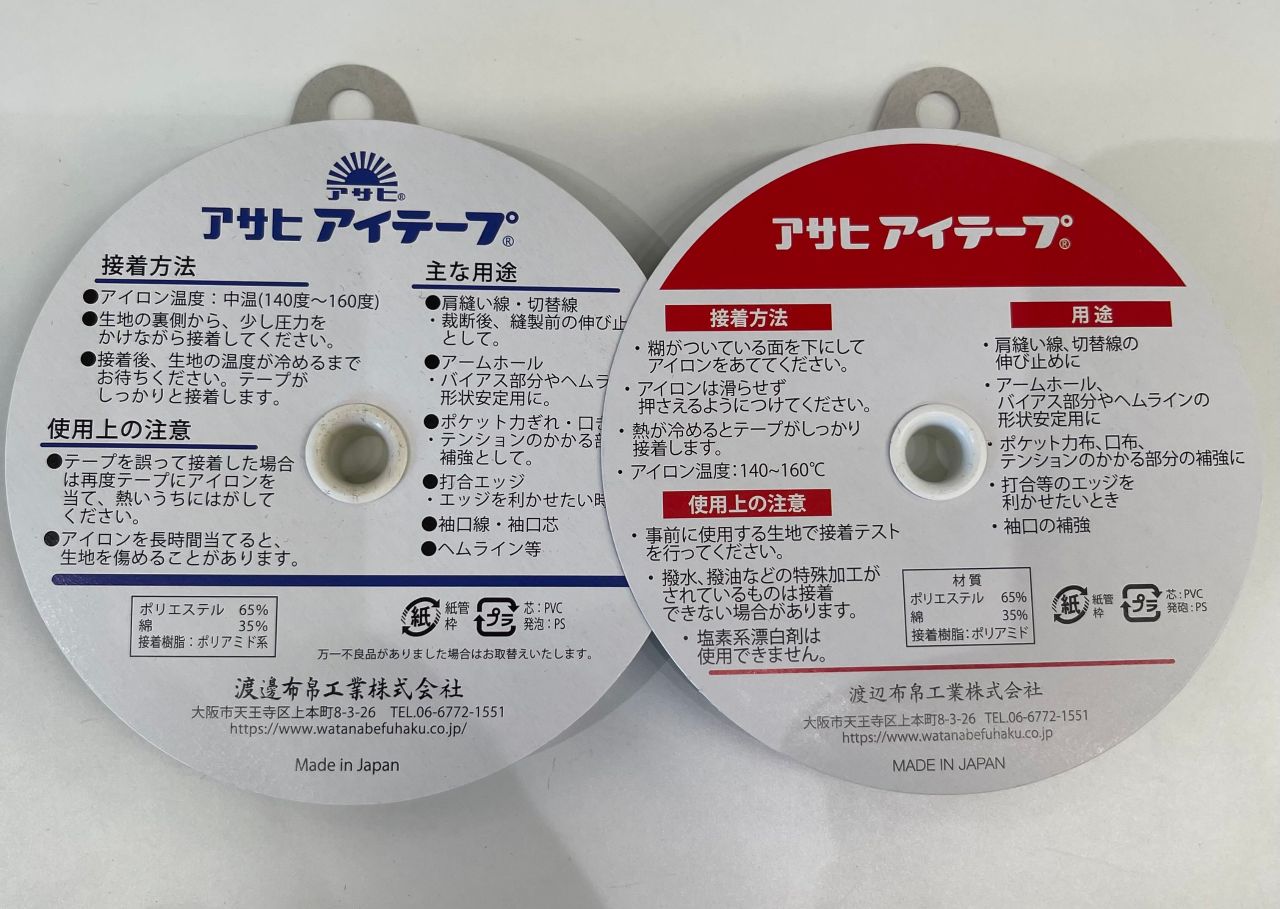 アサヒ®
アサヒ アイテープ®
接着方法
●アイロン温度：中温(140度～160度)
●生地の裏側から、少し圧力を
かけながら接着してください。
●接着後、生地の温度が冷めるまで
お待ちください。テープが
しっかりと接着します。
使用上の注意
●テープを誤って接着した場合
は再度テープにアイロンを
当て、熱いうちにはがして
ください。
●アイロンを長時間当てると、
生地を傷めることがあります。
主な用途
●肩縫い線・切替線
・裁断後、縫製前の伸び止
として。
●アームホール
・バイアス部分やヘムラ
形状安定用に。
●ポケット力ぎれ・口き
・テンションのかかる部
補強として。
●打合エッジ
・エッジを利かせたい時
●袖口線・袖口芯
●ヘムライン等
ポリエステル 65%
綿 35%
接着樹脂：ポリアミド系
紙 紙管
枠
プラ 芯：PVC
発泡：PS
万一不良品がありました場合はお取替えいたします。
渡邊布帛工業株式会社
大阪市天王寺区上本町8-3-26 TEL.06-6772-1551
https://www.watanabefuhaku.co.jp/
Made in Japan
アサヒ アイテープ®
接着方法
・糊がついている面を下にして
アイロンをあててください。
・アイロンは滑らせず
押さえるようにつけてください。
・熱が冷めるとテープがしっかり
接着します。
・アイロン温度：140~160℃
使用上の注意
・事前に使用する生地で接着テスト
を行ってください。
・撥水、撥油などの特殊加工が
されているものは接着
できない場合があります。
・塩素系漂白剤は
使用できません。
用途
・肩縫い線、切替線の
伸び止めに
・アームホール、
バイアス部分やヘムラインの
形状安定用に
・ポケット力布、口布、
テンションのかかる部分の補強に
・打合等のエッジを
利かせたいとき
・袖口の補強
材質
ポリエステル 65%
綿 35%
接着樹脂：ポリアミド
紙 紙管
枠
プラ 芯：PVC
発砲：PS
渡辺布帛工業株式会社
大阪市天王寺区上本町8-3-26 TEL.06-6772-1551
https://www.watanabefuhaku.co.jp
MADE IN JAPAN